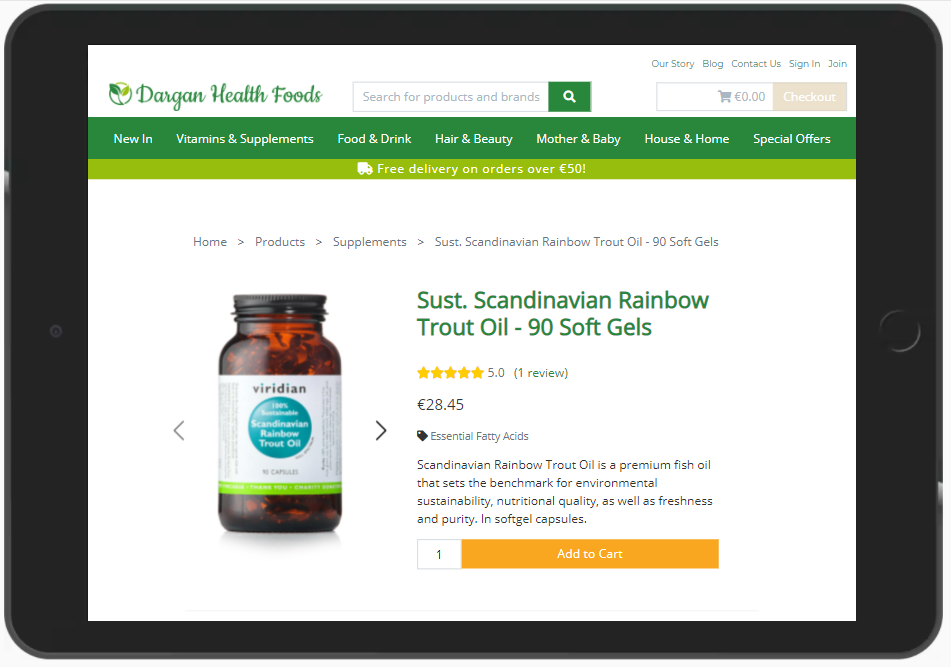 Our Story Blog Contact Us Sign In Join
Dargan Health Foods
Search for products and brands
€0.00
Checkout
New In Vitamins & Supplements Food & Drink Hair & Beauty Mother & Baby House & Home Special Offers
Free delivery on orders over €50!
Home > Products > Supplements > Sust. Scandinavian Rainbow Trout Oil - 90 Soft Gels
viridian
100%
Sustainable
Scandinavian
Rainbow
Trout Oil
90 CAPSULES
THANK YOU • CHARITY
Sust. Scandinavian Rainbow
Trout Oil - 90 Soft Gels
5.0 (1 review)
€28.45
Essential Fatty Acids
Scandinavian Rainbow Trout Oil is a premium fish oil
that sets the benchmark for environmental
sustainability, nutritional quality, as well as freshness
and purity. In softgel capsules.
1
Add to Cart